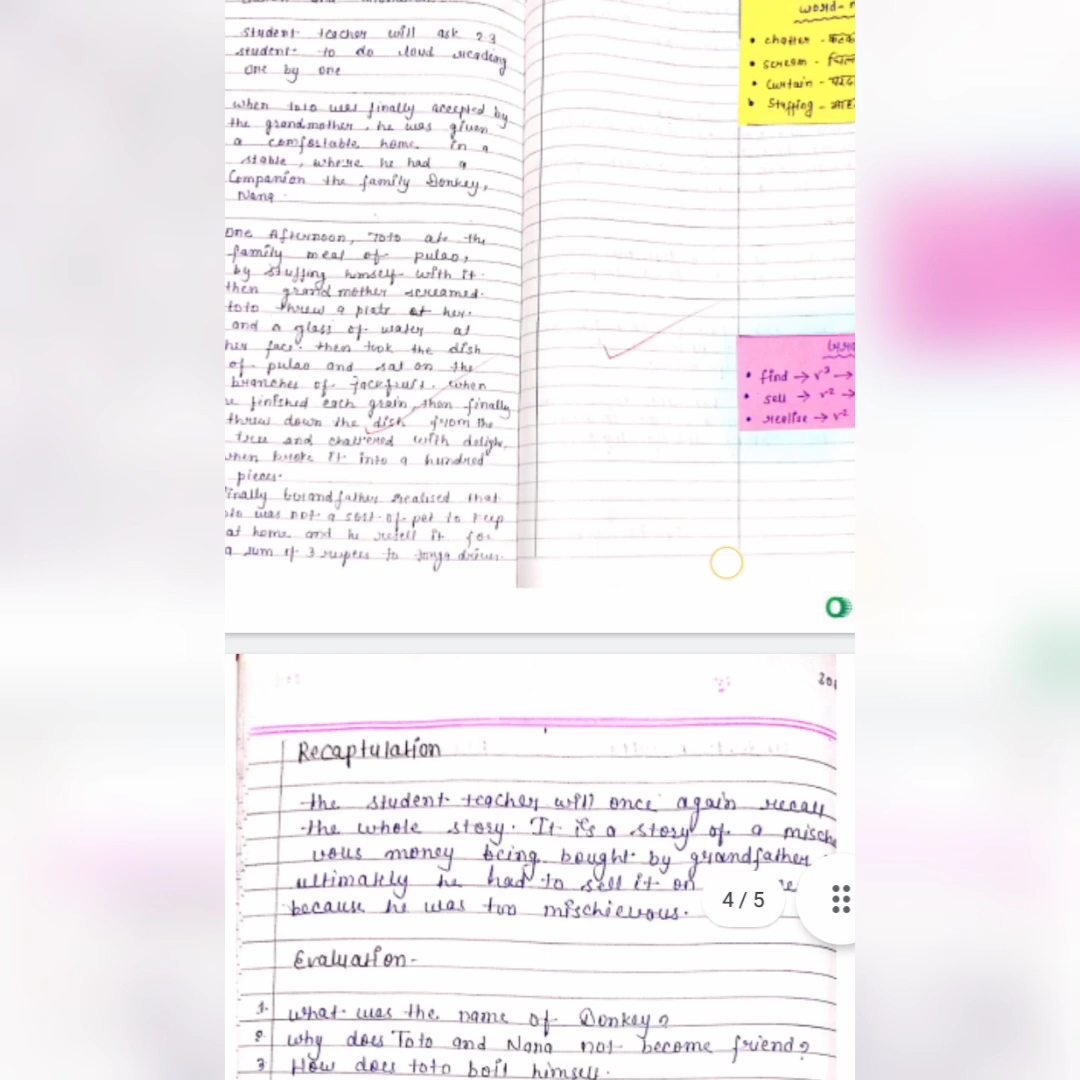 student teacher will ask 2-3
student to do loud reading
one by one
when toto was finally accepted by
the grandmother, he was given
a comfortable home in a
stable, where he had a
Companion the family Donkey,
Nana.
One Afternoon, Toto ate the
family meal of pulao,
by stuffing himself with it.
then grand mother screamed.
toto threw a plate at her.
and a glass of water at
her face. then took the dish
of pulao and sat on the
branches of jackfruit. when
he finished each grain, then finally
threw down the dish from the
tree and chattered with delight,
when broke it into a hundred
pieces.
finally Grandfather realised that
toto was not a sort of pet to keep
at home and he resell it for
a sum of 3 rupees to tonga driver.
word-
• chatter -
• scream -
• Curtain -
• Stuffing -
• find → v³ →
• sell → v² →
• realise → v²
Recaptulation
the student teacher will once again recall
the whole story. It is a story of a misch
vous money being bought by grandfather
ultimately he had to sell it on
because he was too mischievous.
4 / 5
Evaluation-
1. what was the name of Donkey?
2. why does Toto and Nana not become friend?
3. How does toto boil himself.